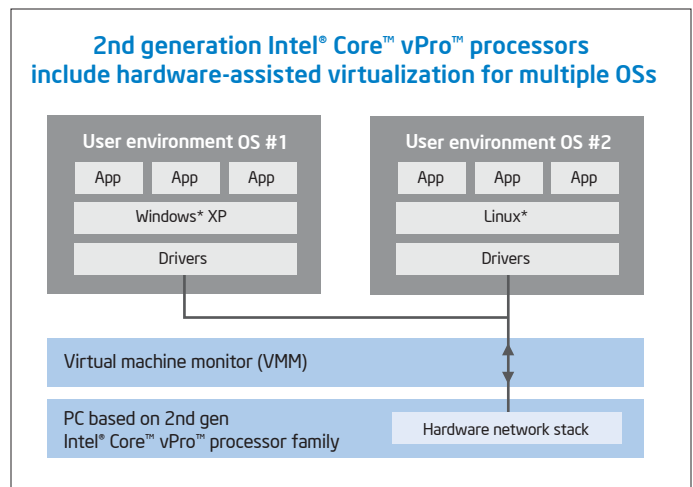 2nd generation Intel® Core™ vPro™ processors
include hardware-assisted virtualization for multiple OSs
User environment OS #1
App App App
Windows* XP
Drivers
User environment OS #2
App App App
Linux*
Drivers
Virtual machine monitor (VMM)
PC based on 2nd gen
Intel® Core™ vPro™ processor family
Hardware network stack